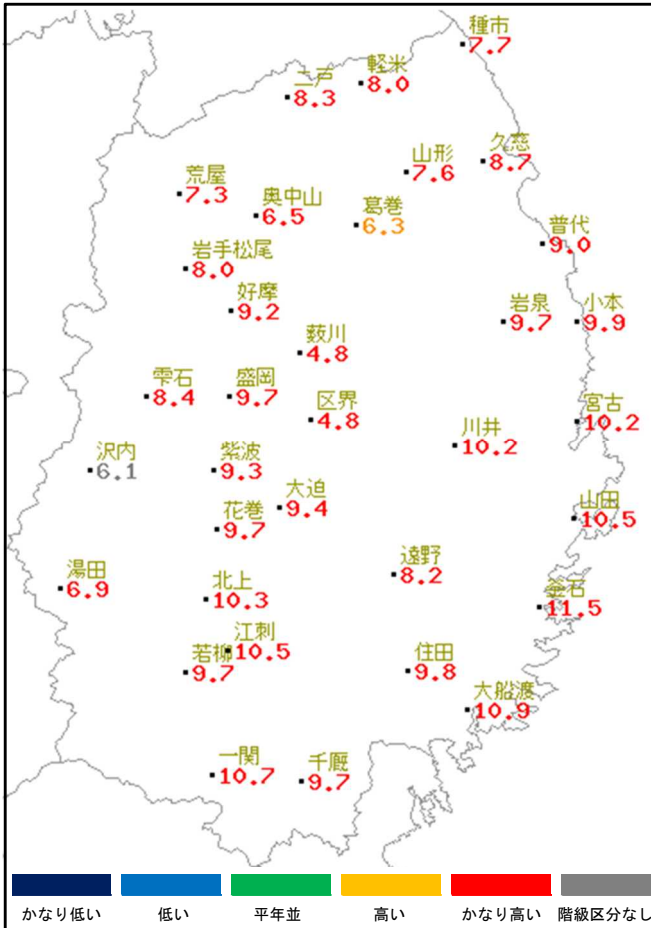 種市
7.7
軽米
8.0
二戸
8.3
久慈
8.7
山形
7.6
荒屋
7.3
奥中山
6.5
葛巻
6.3
普代
9.0
岩手松尾
8.0
好摩
9.2
岩泉
9.7
小本
9.9
薮川
4.8
雫石
8.4
盛岡
9.7
区界
4.8
宮古
10.2
川井
10.2
沢内
6.1
紫波
9.3
大迫
9.4
花巻
9.7
山田
10.5
遠野
8.2
湯田
6.9
北上
10.3
釜石
11.5
江刺
10.5
若柳
9.7
住田
9.8
大船渡
10.9
一関
10.7
千厩
9.7
かなり低い 低い 平年並 高い かなり高い 階級区分なし